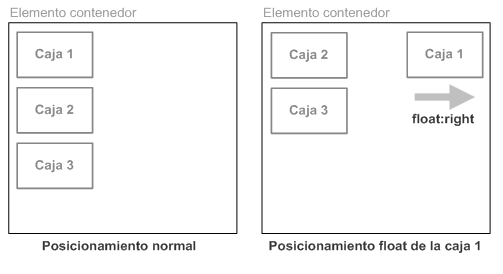 Elemento contenedor
Caja 1
Caja 2
Caja 3
Posicionamiento normal
Elemento contenedor
Caja 2
Caja 1
Caja 3
float:right
Posicionamiento float de la caja 1